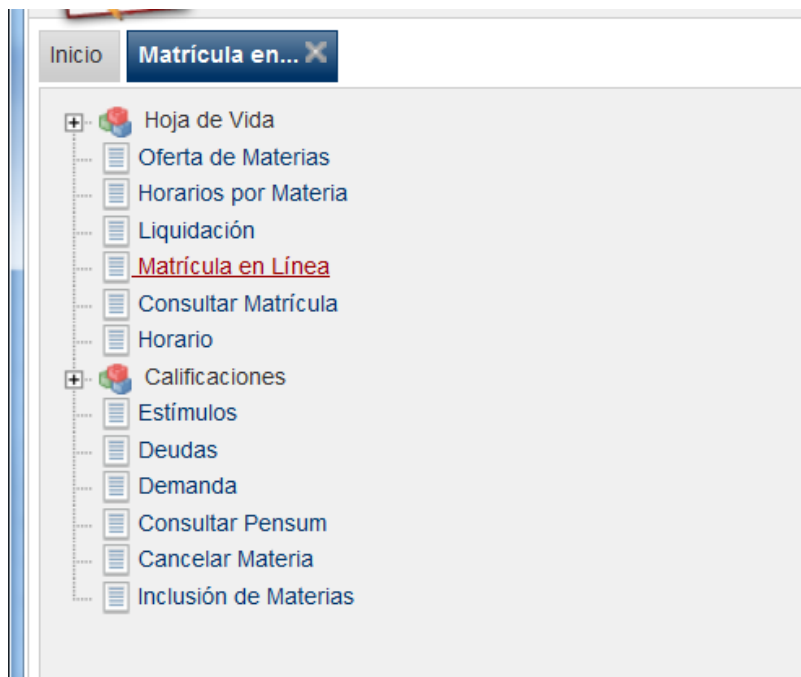 Inicio Matrícula en...
Hoja de Vida
Oferta de Materias
Horarios por Materia
Liquidación
Matrícula en Línea
Consultar Matrícula
Horario
Calificaciones
Estímulos
Deudas
Demanda
Consultar Pensum
Cancelar Materia
Inclusión de Materias